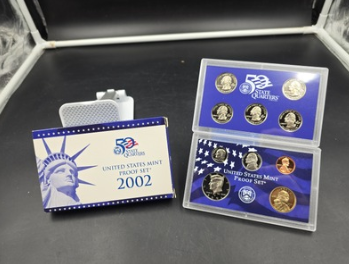 50
STATE
QUARTERS
UNITED STATES MINT
PROOF SET
2002
50
STATE
QUARTERS
UNITED STATES MINT
PROOF SET